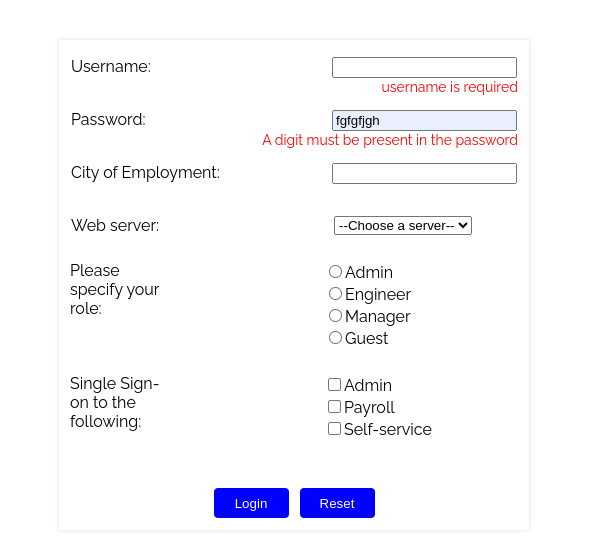 Username:
username is required
Password: fgfgfjgh
A digit must be present in the password
City of Employment:
Web server: --Choose a server--
Please
specify your
role:
Admin
Engineer
Manager
Guest
Single Sign-
on to the
following:
Admin
Payroll
Self-service
Login Reset